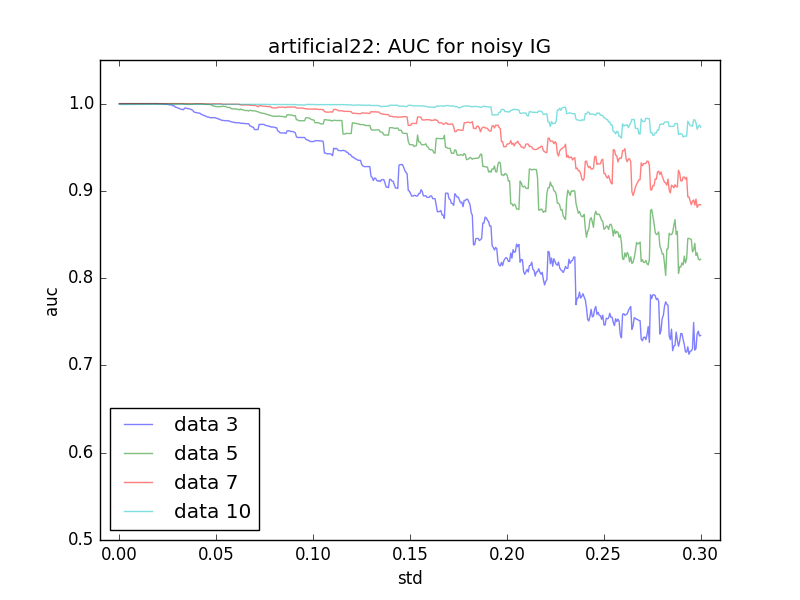 artificial22: AUC for noisy IG
1.0
0.9
0.8
0.7
0.6
0.5
auc
data 3
data 5
data 7
data 10
0.00 0.05 0.10 0.15 0.20 0.25 0.30
std